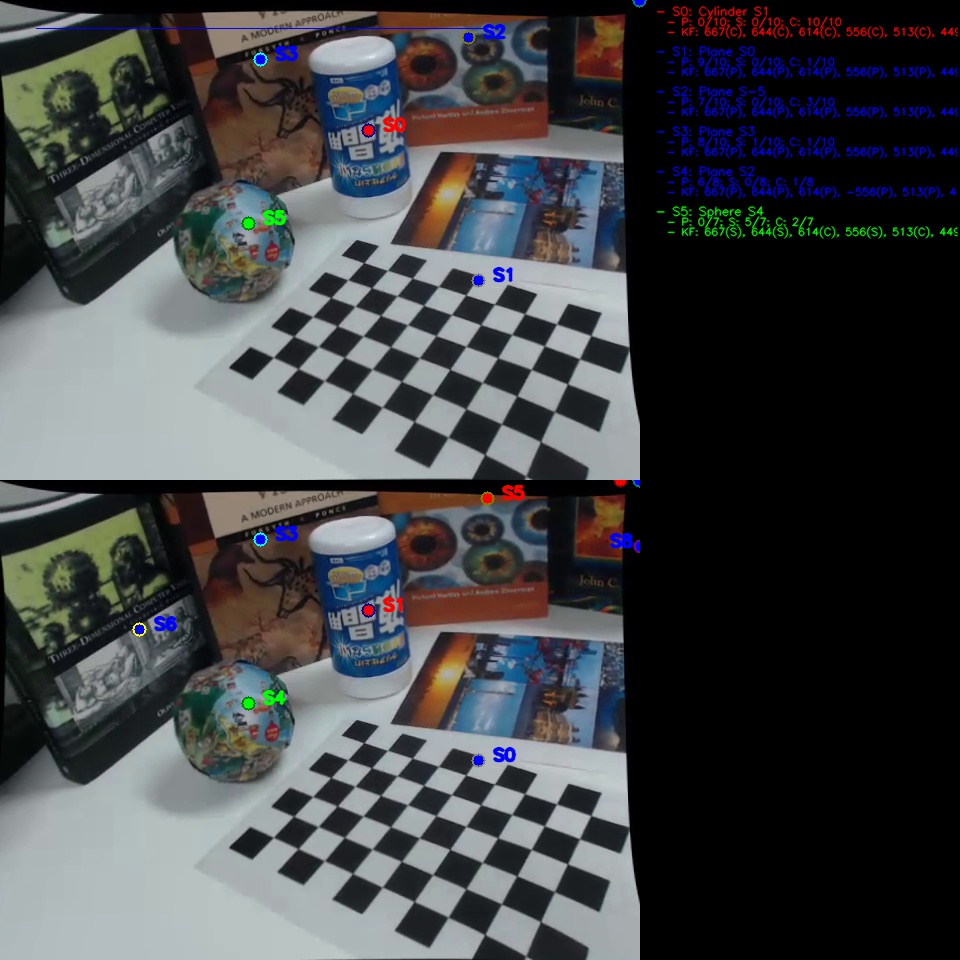 S3
S2
S0
S5
S1
THREE-DIMENSIONAL COMPUTER VISI
Richard Hartley and Andrew Zisserman
John C.
- S0: Cylinder S1
- P: 0/10; S: 0/10; C: 10/10
- KF: 667(C), 644(C), 614(C), 556(C), 513(C), 449
- S1: Plane S0
- P: 9/10; S: 0/10; C: 1/10
- KF: 667(P), 644(P), 614(P), 556(P), 513(P), 449
- S2: Plane S-5
- P: 7/10; S: 0/10; C: 3/10
- KF: 667(P), 644(P), 614(P), 556(P), 513(P), 449
- S3: Plane S3
- P: 8/10; S: 1/10; C: 1/10
- KF: 667(P), 644(P), 614(P), 556(P), 513(P), 449
- S4: Plane S2
- P: 6/8; S: 0/8; C: 1/8
- KF: 667(P), 644(P), 614(P), -556(P), 513(P), 4
- S5: Sphere S4
- P: 0/7; S: 5/7; C: 2/7
- KF: 667(S), 644(S), 614(C), 556(S), 513(C), 449
S5
A MODERN APPROACH
FORSYTH PONCE
S3
S6
S1
S6
THREE-DIMENSIONAL COMPUTER VISI
Richard Hartley and Andrew Zisserman
John C.
S4
S0